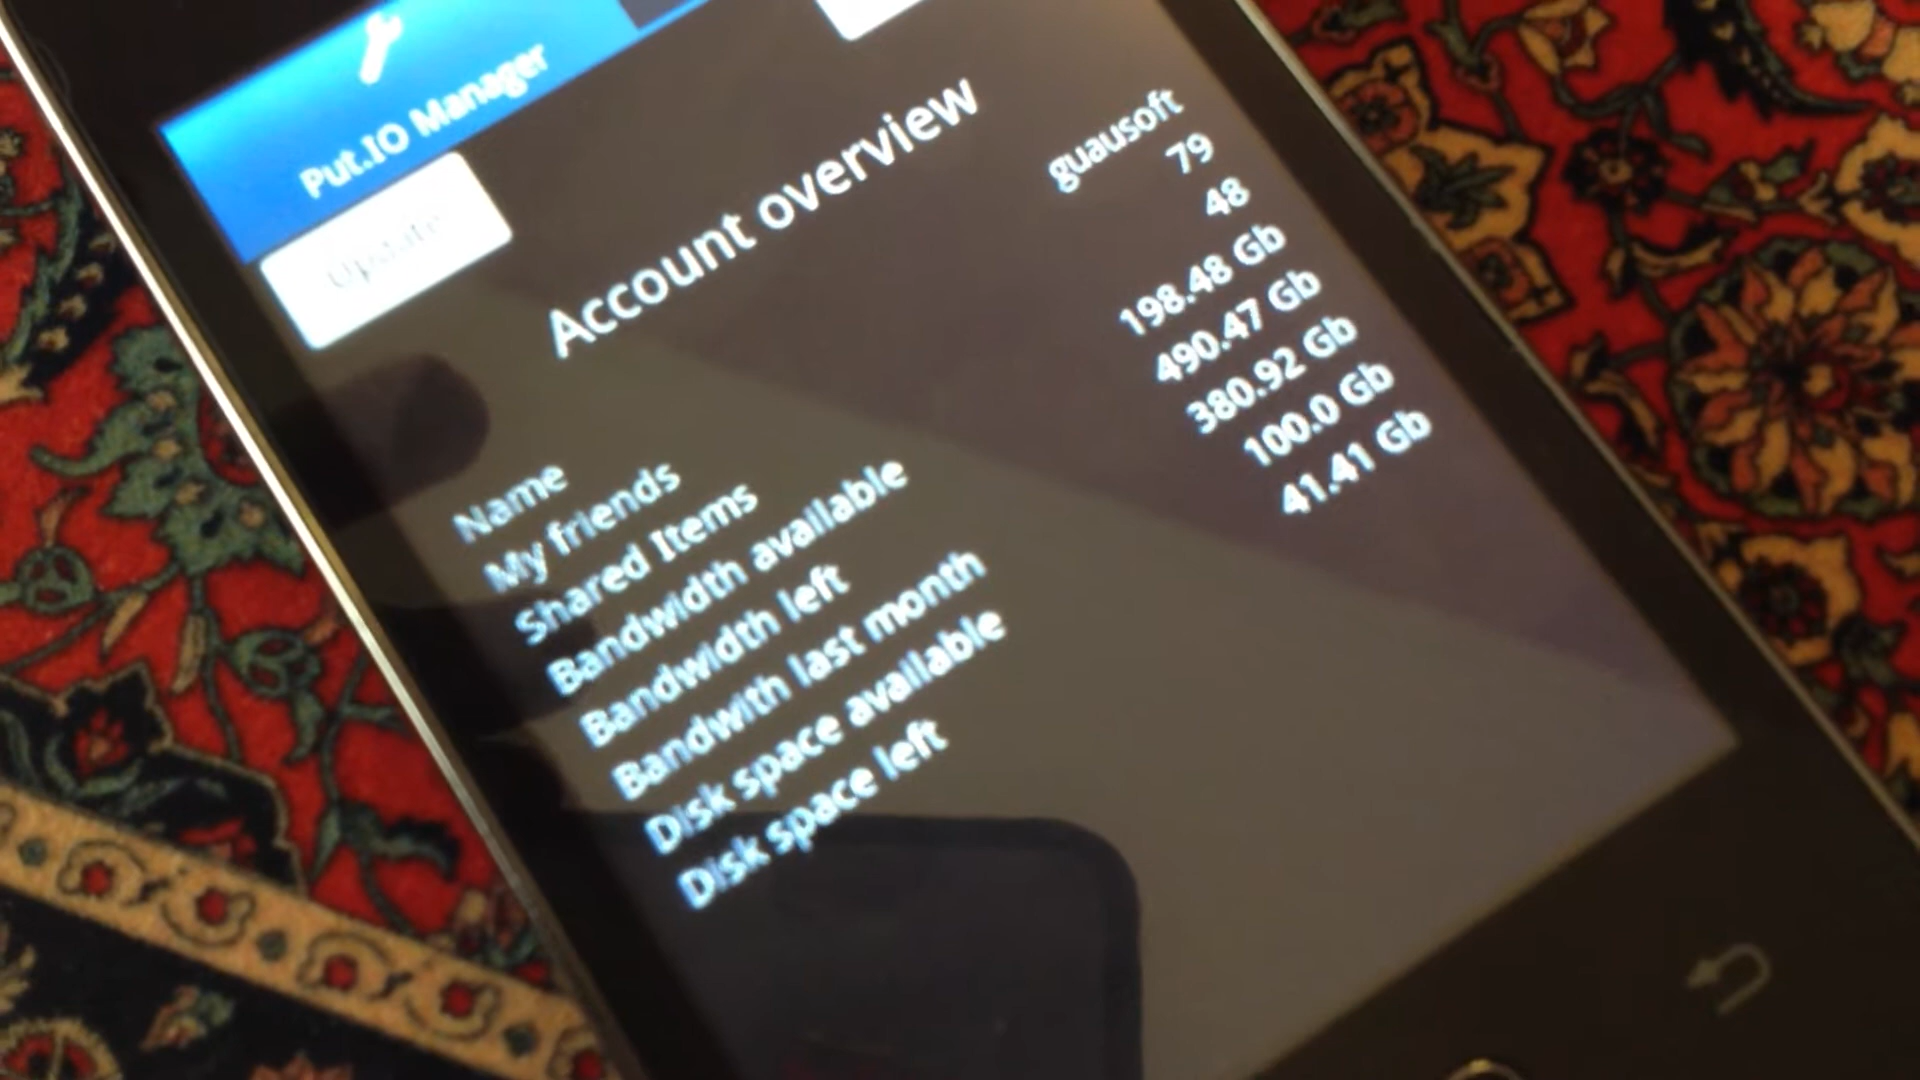 Put.IO Manager
Update
Account overview
Name guausoft
My friends 79
Shared Items 48
Bandwidth available 198.48 Gb
Bandwidth left 490.47 Gb
Bandwith last month 380.92 Gb
Disk space available 100.0 Gb
Disk space left 41.41 Gb